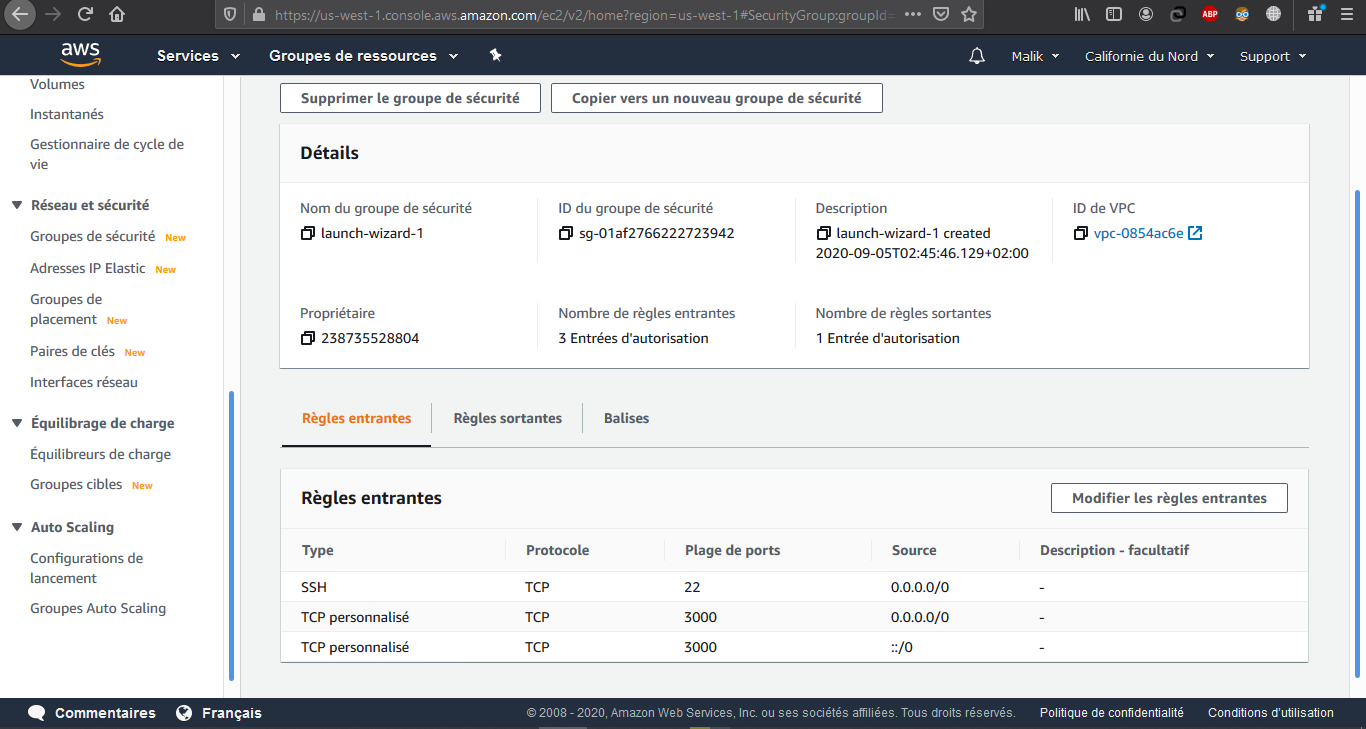 https://us-west-1.console.aws.amazon.com/ec2/v2/home?region=us-west-1#SecurityGroup:groupId=
ABP
aws
Services
Groupes de ressources
Malik
Californie du Nord
Support
Volumes
Instantanés
Gestionnaire de cycle de
vie
Réseau et sécurité
Groupes de sécurité New
Adresses IP Elastic New
Groupes de
placement New
Paires de clés New
Interfaces réseau
Équilibrage de charge
Équilibreurs de charge
Groupes cibles New
Auto Scaling
Configurations de
lancement
Groupes Auto Scaling
Supprimer le groupe de sécurité
Copier vers un nouveau groupe de sécurité
Détails
Nom du groupe de sécurité
launch-wizard-1
ID du groupe de sécurité
sg-01af2766222723942
Description
launch-wizard-1 created
2020-09-05T02:45:46.129+02:00
ID de VPC
vpc-0854ac6e
Propriétaire
238735528804
Nombre de règles entrantes
3 Entrées d'autorisation
Nombre de règles sortantes
1 Entrée d'autorisation
Règles entrantes
Règles sortantes
Balises
Règles entrantes
Modifier les règles entrantes
Type Protocole Plage de ports Source Description - facultatif
SSH TCP 22 0.0.0.0/0 -
TCP personnalisé TCP 3000 0.0.0.0/0 -
TCP personnalisé TCP 3000 ::/0 -
Commentaires
Français
© 2008 - 2020, Amazon Web Services, Inc. ou ses sociétés affiliées. Tous droits réservés.
Politique de confidentialité
Conditions d'utilisation